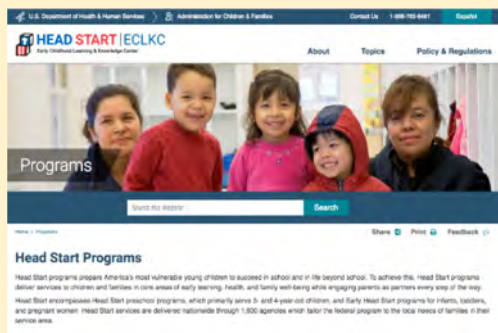 U.S. Department of Health & Human Services
Administration for Children & Families
Contact Us
Español
HEAD START | ECLKC
Early Childhood Learning & Knowledge Center
About
Topics
Policy & Regulations
Programs
Search
Home > Programs
Share
Print
Feedback
Head Start Programs
Head Start programs prepare America's most vulnerable young children to succeed in school and in life beyond school. To achieve this, Head Start programs
deliver services to children and families in core areas of early learning, health, and family well-being while engaging parents as partners every step of the way.
Head Start encompasses Head Start preschool programs, which primarily serve 3- and 4-year old children, and Early Head Start programs for infants, toddlers,
and pregnant women. Head Start services are delivered nationwide through 1,600 agencies which tailor the federal program to the local needs of families in their
service area.